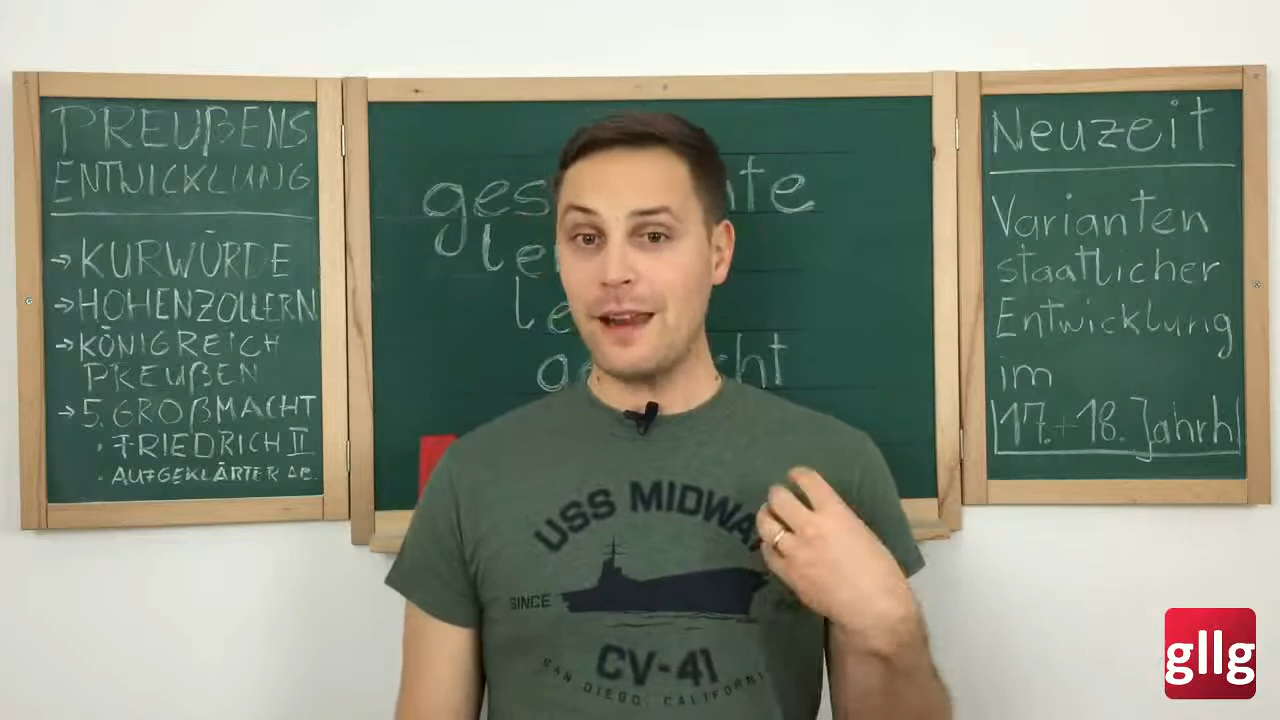 PREUßENS
ENTWICKLUNG
→ KURWÜRDE
→ HOHENZOLLERN
→ KÖNIGREICH
PREUßEN
→ 5. GROßMACHT
• FRIEDRICH II
• AUFGEKLÄRTER AB.
Neuzeit
Varianten
staatlicher
Entwicklung
im
17.+18. Jahrh
USS MIDWAY
SINCE
CV-41
SAN DIEGO, CALIFORNI
gllg